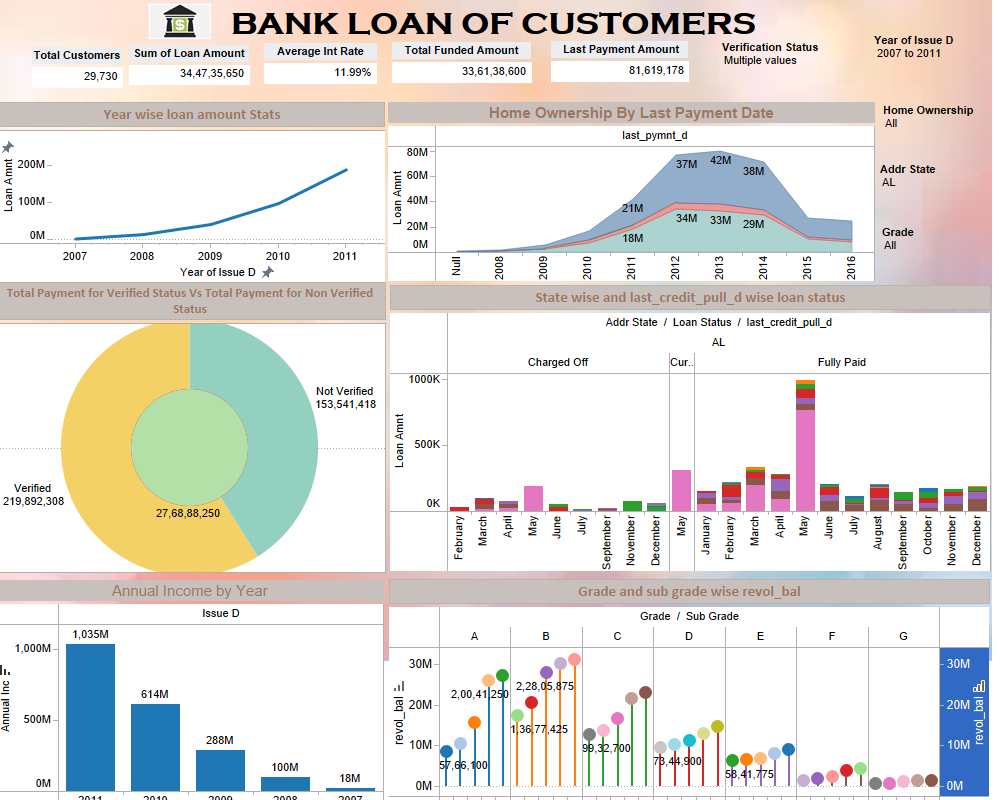 BANK LOAN OF CUSTOMERS
Total Customers
29,730
Sum of Loan Amount
34,47,35,650
Average Int Rate
11.99%
Total Funded Amount
33,61,38,600
Last Payment Amount
81,619,178
Verification Status
Multiple values
Year of Issue D
2007 to 2011
Year wise loan amount Stats
Loan Amnt
200M
100M
0M
2007 2008 2009 2010 2011
Year of Issue D
Home Ownership By Last Payment Date
last_pymnt_d
Loan Amnt
80M
60M
40M
20M
0M
21M 37M 42M 38M
18M 34M 33M 29M
Null 2008 2009 2010 2011 2012 2013 2014 2015 2016
Home Ownership
All
Addr State
AL
Grade
All
Total Payment for Verified Status Vs Total Payment for Non Verified
Status
Not Verified
153,541,418
Verified
219,892,308
27,68,88,250
State wise and last_credit_pull_d wise loan status
Addr State / Loan Status / last_credit_pull_d
AL
Charged Off Cur.. Fully Paid
Loan Amnt
1000K
500K
0K
February March April May June July September November December May January February March April May June July August September October November December
Annual Income by Year
Issue D
Annual Inc
1,000M
500M
0M
1,035M
614M
288M
100M
18M
2011 2010 2009 2008 2007
Grade and sub grade wise revol_bal
Grade / Sub Grade
A B C D E F G
revol_bal
30M
20M
10M
0M
2,00,41,250
57,66,100
2,28,05,875
1,36,77,425
99,32,700
73,44,900
58,41,775
30M
20M
10M
0M
revol_bal